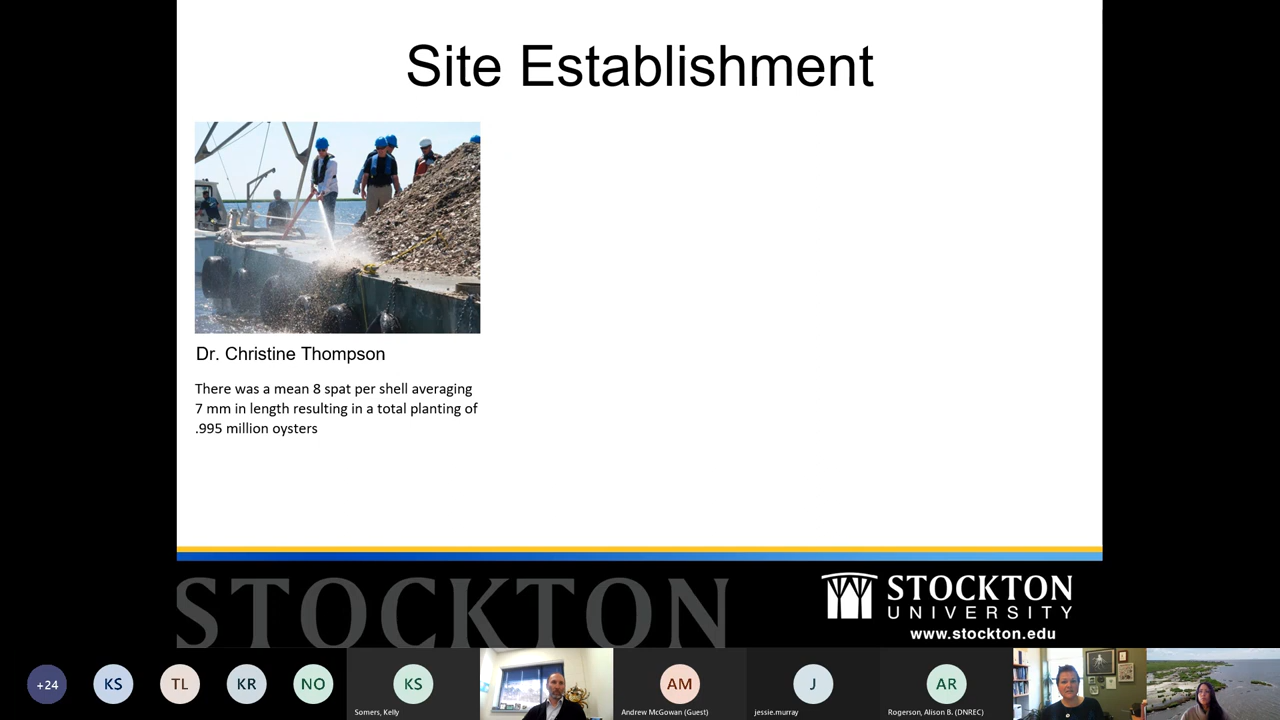 Site Establishment
Dr. Christine Thompson
There was a mean 8 spat per shell averaging
7 mm in length resulting in a total planting of
.995 million oysters
STOCKTON
STOCKTON
UNIVERSITY
www.stockton.edu
+24
KS
TL
KR
NO
KS
AM
J
AR
Somers, Kelly
Andrew McGowan (Guest)
jessie.murray
Rogerson, Alison B. (DNREC)